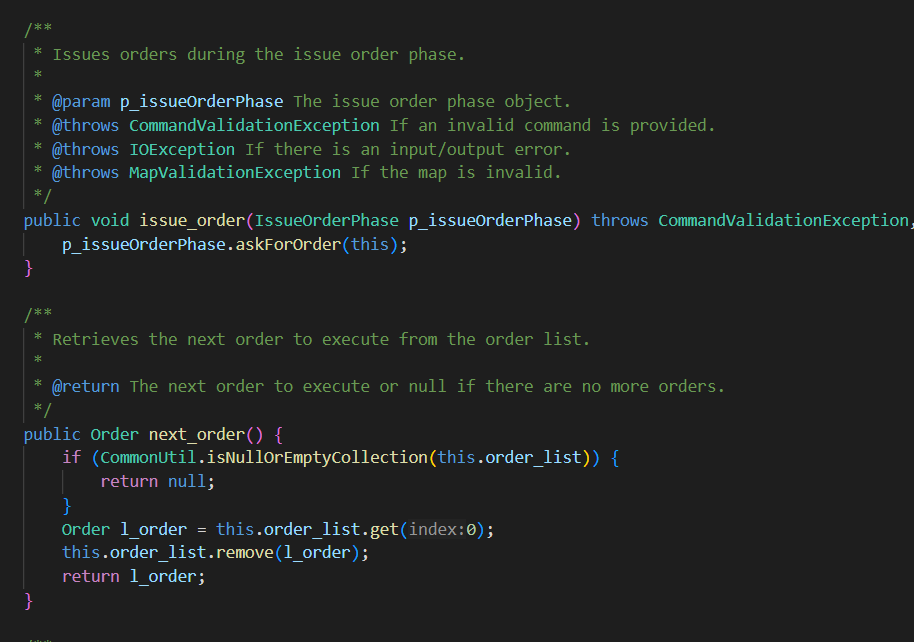 /**
 * Issues orders during the issue order phase.
 *
 * @param p_issueOrderPhase The issue order phase object.
 * @throws CommandValidationException If an invalid command is provided.
 * @throws IOException If there is an input/output error.
 * @throws MapValidationException If the map is invalid.
 */
public void issue_order(IssueOrderPhase p_issueOrderPhase) throws CommandValidationException,
    p_issueOrderPhase.askForOrder(this);
}

/**
 * Retrieves the next order to execute from the order list.
 *
 * @return The next order to execute or null if there are no more orders.
 */
public Order next_order() {
    if (CommonUtil.isNullOrEmptyCollection(this.order_list)) {
        return null;
    }
    Order l_order = this.order_list.get(index:0);
    this.order_list.remove(l_order);
    return l_order;
}